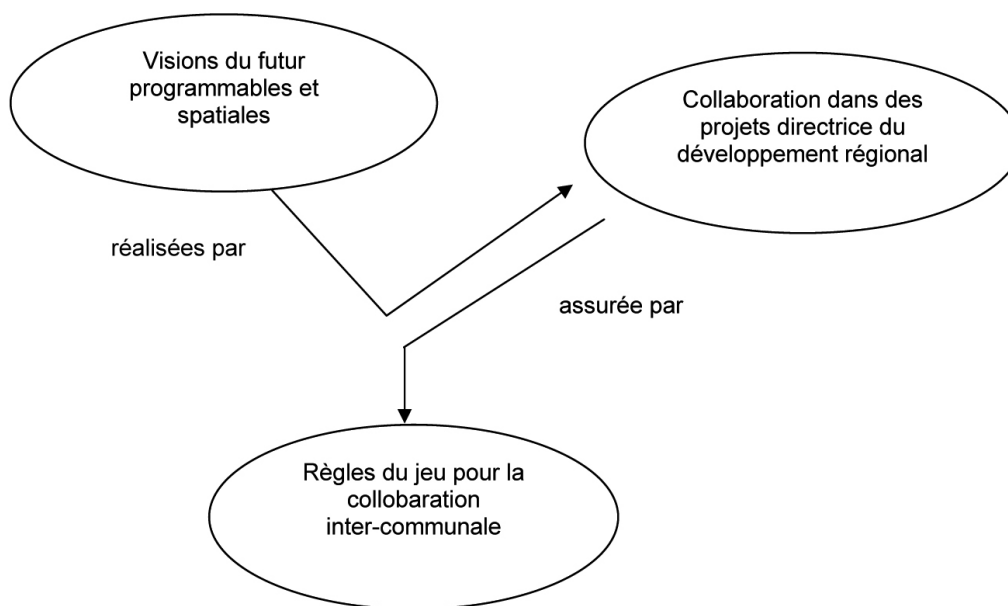 Visions du futur
programmables et
spatiales
Collaboration dans des
projets directrice du
développement régional
réalisées par
assurée par
Règles du jeu pour la
collobaration
inter-communale